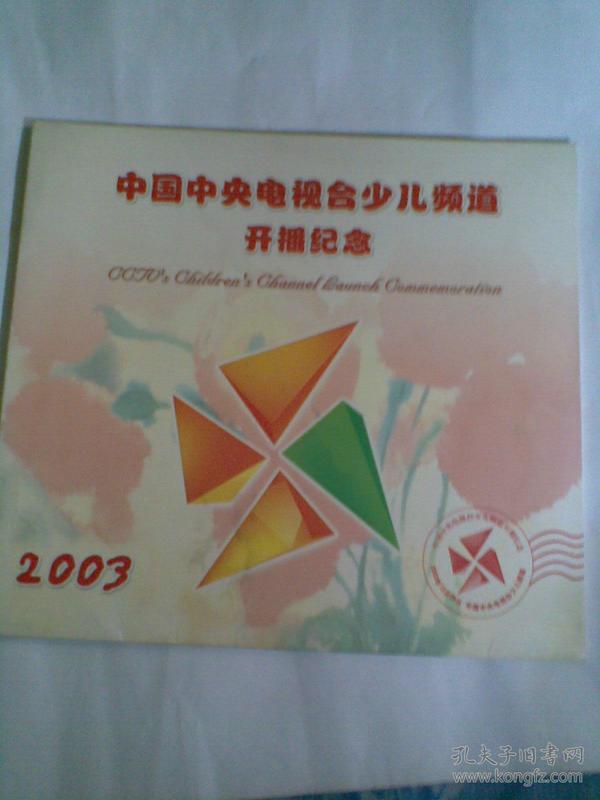 中国中央电视台少儿频道
开播纪念
CCTV's Children's Channel Launch Commemoration
2003
孔夫子旧书网
www.kongfz.com